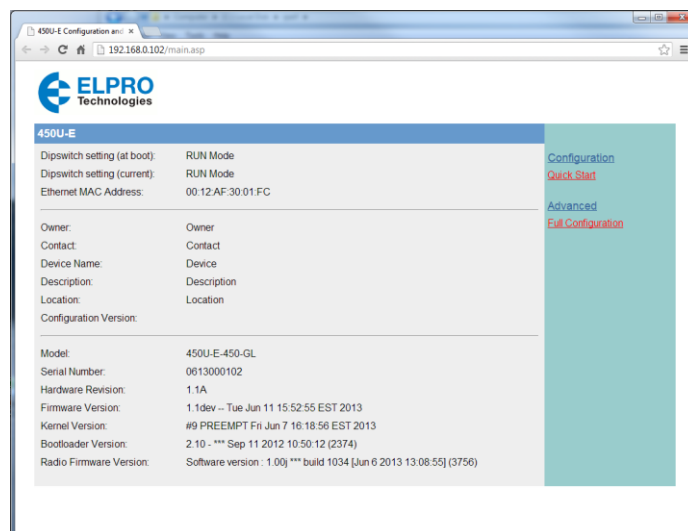 450U-E Configuration and
192.168.0.102/main.asp
ELPRO
Technologies
450U-E
Dipswitch setting (at boot): RUN Mode
Dipswitch setting (current): RUN Mode
Ethernet MAC Address: 00:12:AF:30:01:FC
Owner: Owner
Contact: Contact
Device Name: Device
Description: Description
Location: Location
Configuration Version:
Model: 450U-E-450-GL
Serial Number: 0613000102
Hardware Revision: 1.1A
Firmware Version: 1.1dev -- Tue Jun 11 15:52:55 EST 2013
Kernel Version: #9 PREEMPT Fri Jun 7 16:18:56 EST 2013
Bootloader Version: 2.10 - *** Sep 11 2012 10:50:12 (2374)
Radio Firmware Version: Software version : 1.00j *** build 1034 [Jun 6 2013 13:08:55] (3756)
Configuration
Quick Start
Advanced
Full Configuration